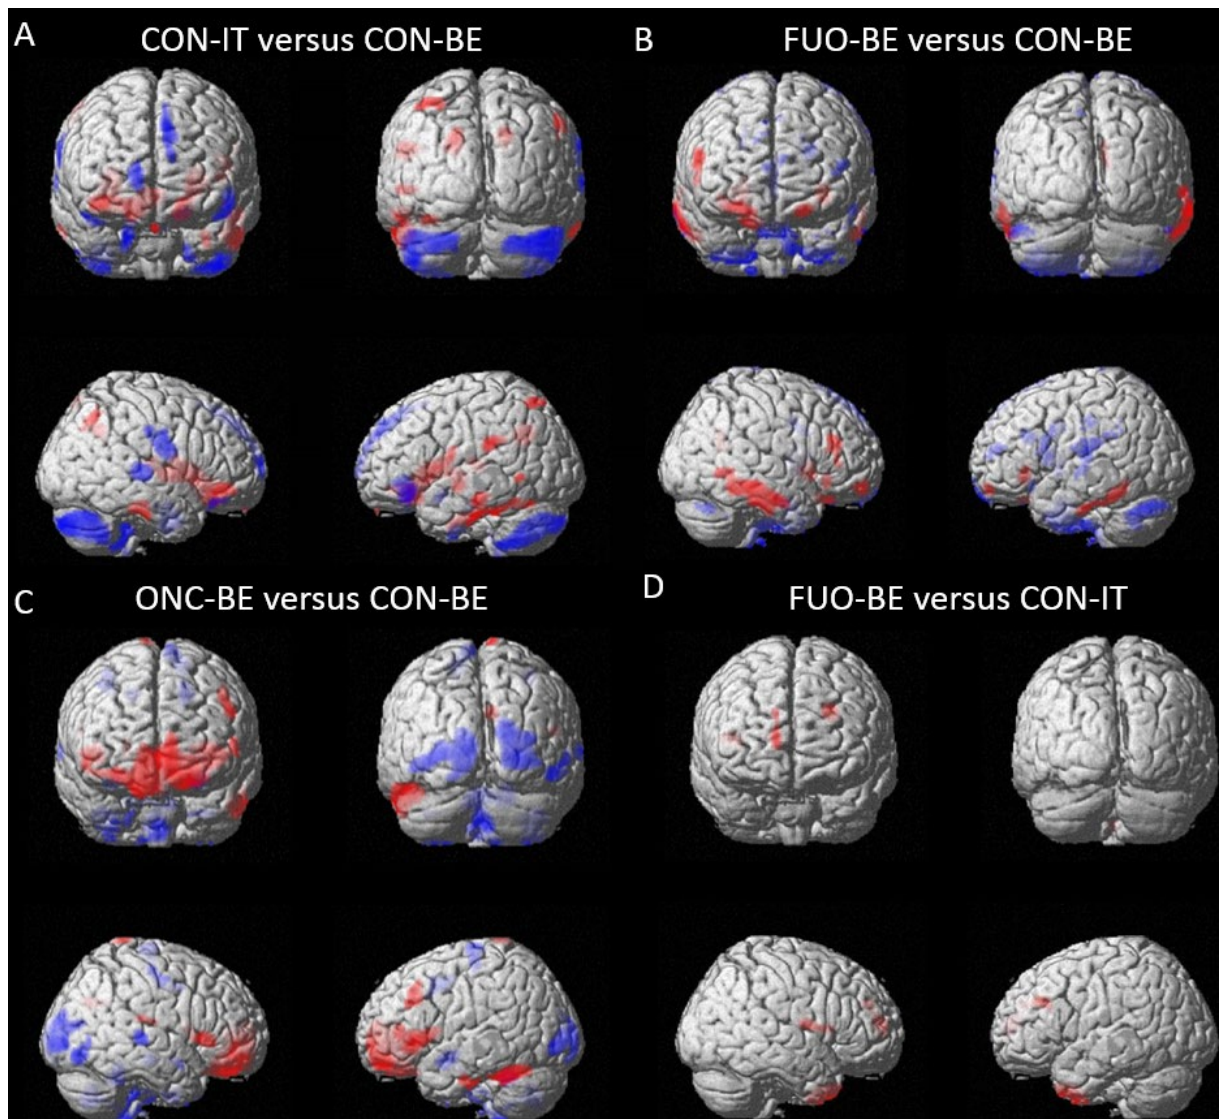 A
CON-IT versus CON-BE
B
FUO-BE versus CON-BE
C
ONC-BE versus CON-BE
D
FUO-BE versus CON-IT